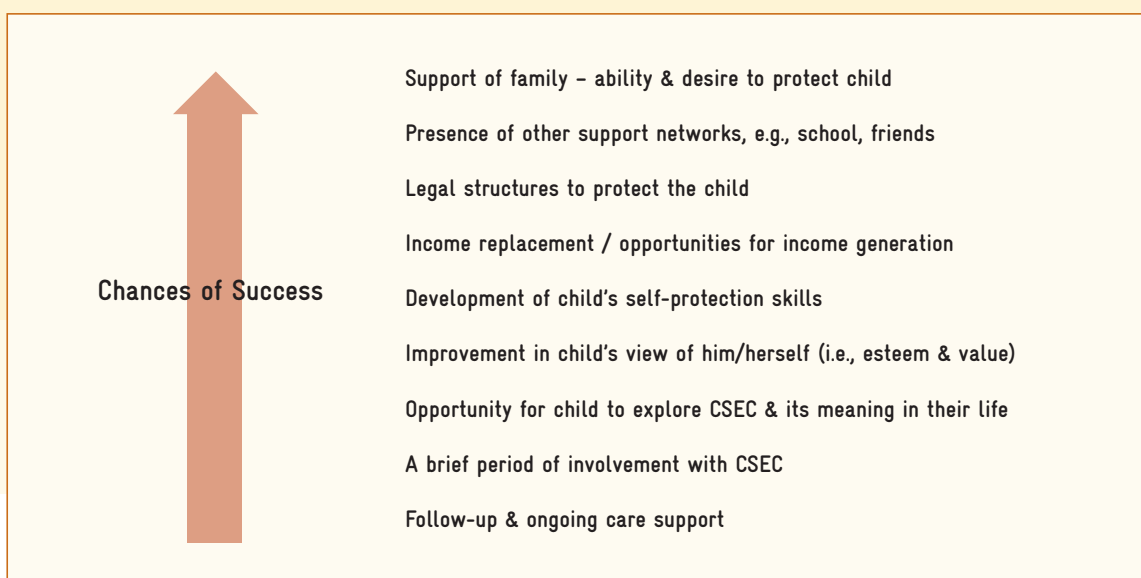 Support of family – ability & desire to protect child
Presence of other support networks, e.g., school, friends
Legal structures to protect the child
Income replacement / opportunities for income generation
Chances of Success
Development of child's self-protection skills
Improvement in child's view of him/herself (i.e., esteem & value)
Opportunity for child to explore CSEC & its meaning in their life
A brief period of involvement with CSEC
Follow-up & ongoing care support